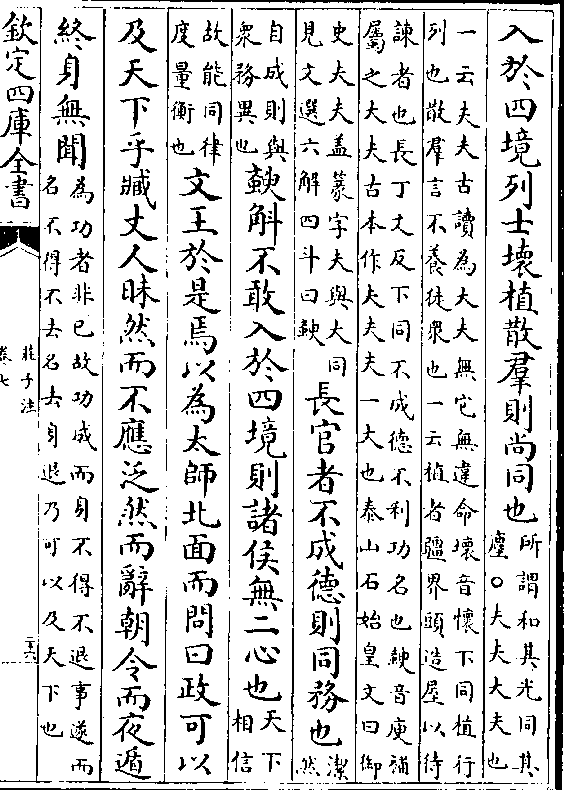 入於四境列士壞植散羣則尚同也所謂和其光同其塵○夫夫大夫也
一云夫夫古讀為大夫無它無違命壞音懷下同植行
列也散羣言不養徒衆也一云植者疆界頭造屋以待
諫者也長丁丈反下同不成德不利功名也䵂音庾補
屬之大夫古本作夫夫夫一大也泰山石始皇文曰御
史夫夫盖篆字夫與大同
見文選六解四斗曰䵂
長官者不成德則同務也潔然
自成則與
衆務異也
䵂斛不敢入於四境則諸侯無二心也天下相信
故能同律
度量衡也
文王於是焉以為太師北面而問曰政可以
及天下乎臧丈人昧然而不應泛然而辭朝令而夜遁
終身無聞為功者非已故功成而身不得不退事遂而
名不得不去名去身退乃可以及天下也
欽定四庫全書
莊子注
卷七
二十六